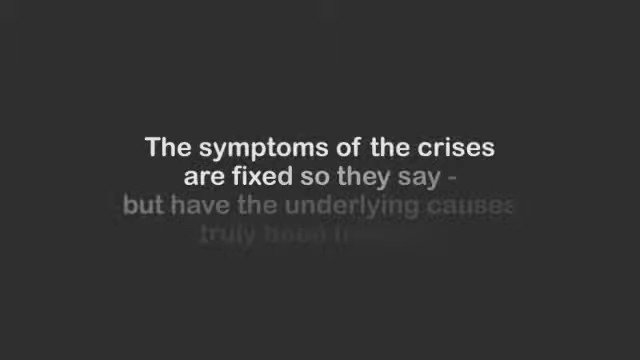 The symptoms of the crises
are fixed so they say -
but have the underlying causes
truly been